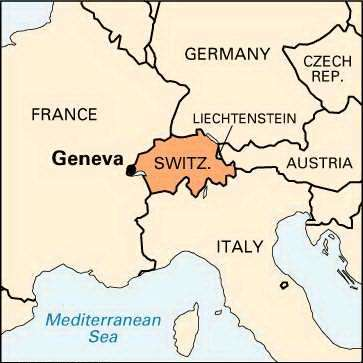 GERMANY
CZECH
REP.
FRANCE
LIECHTENSTEIN
Geneva
SWITZ.
AUSTRIA
ITALY
Mediterranean
Sea